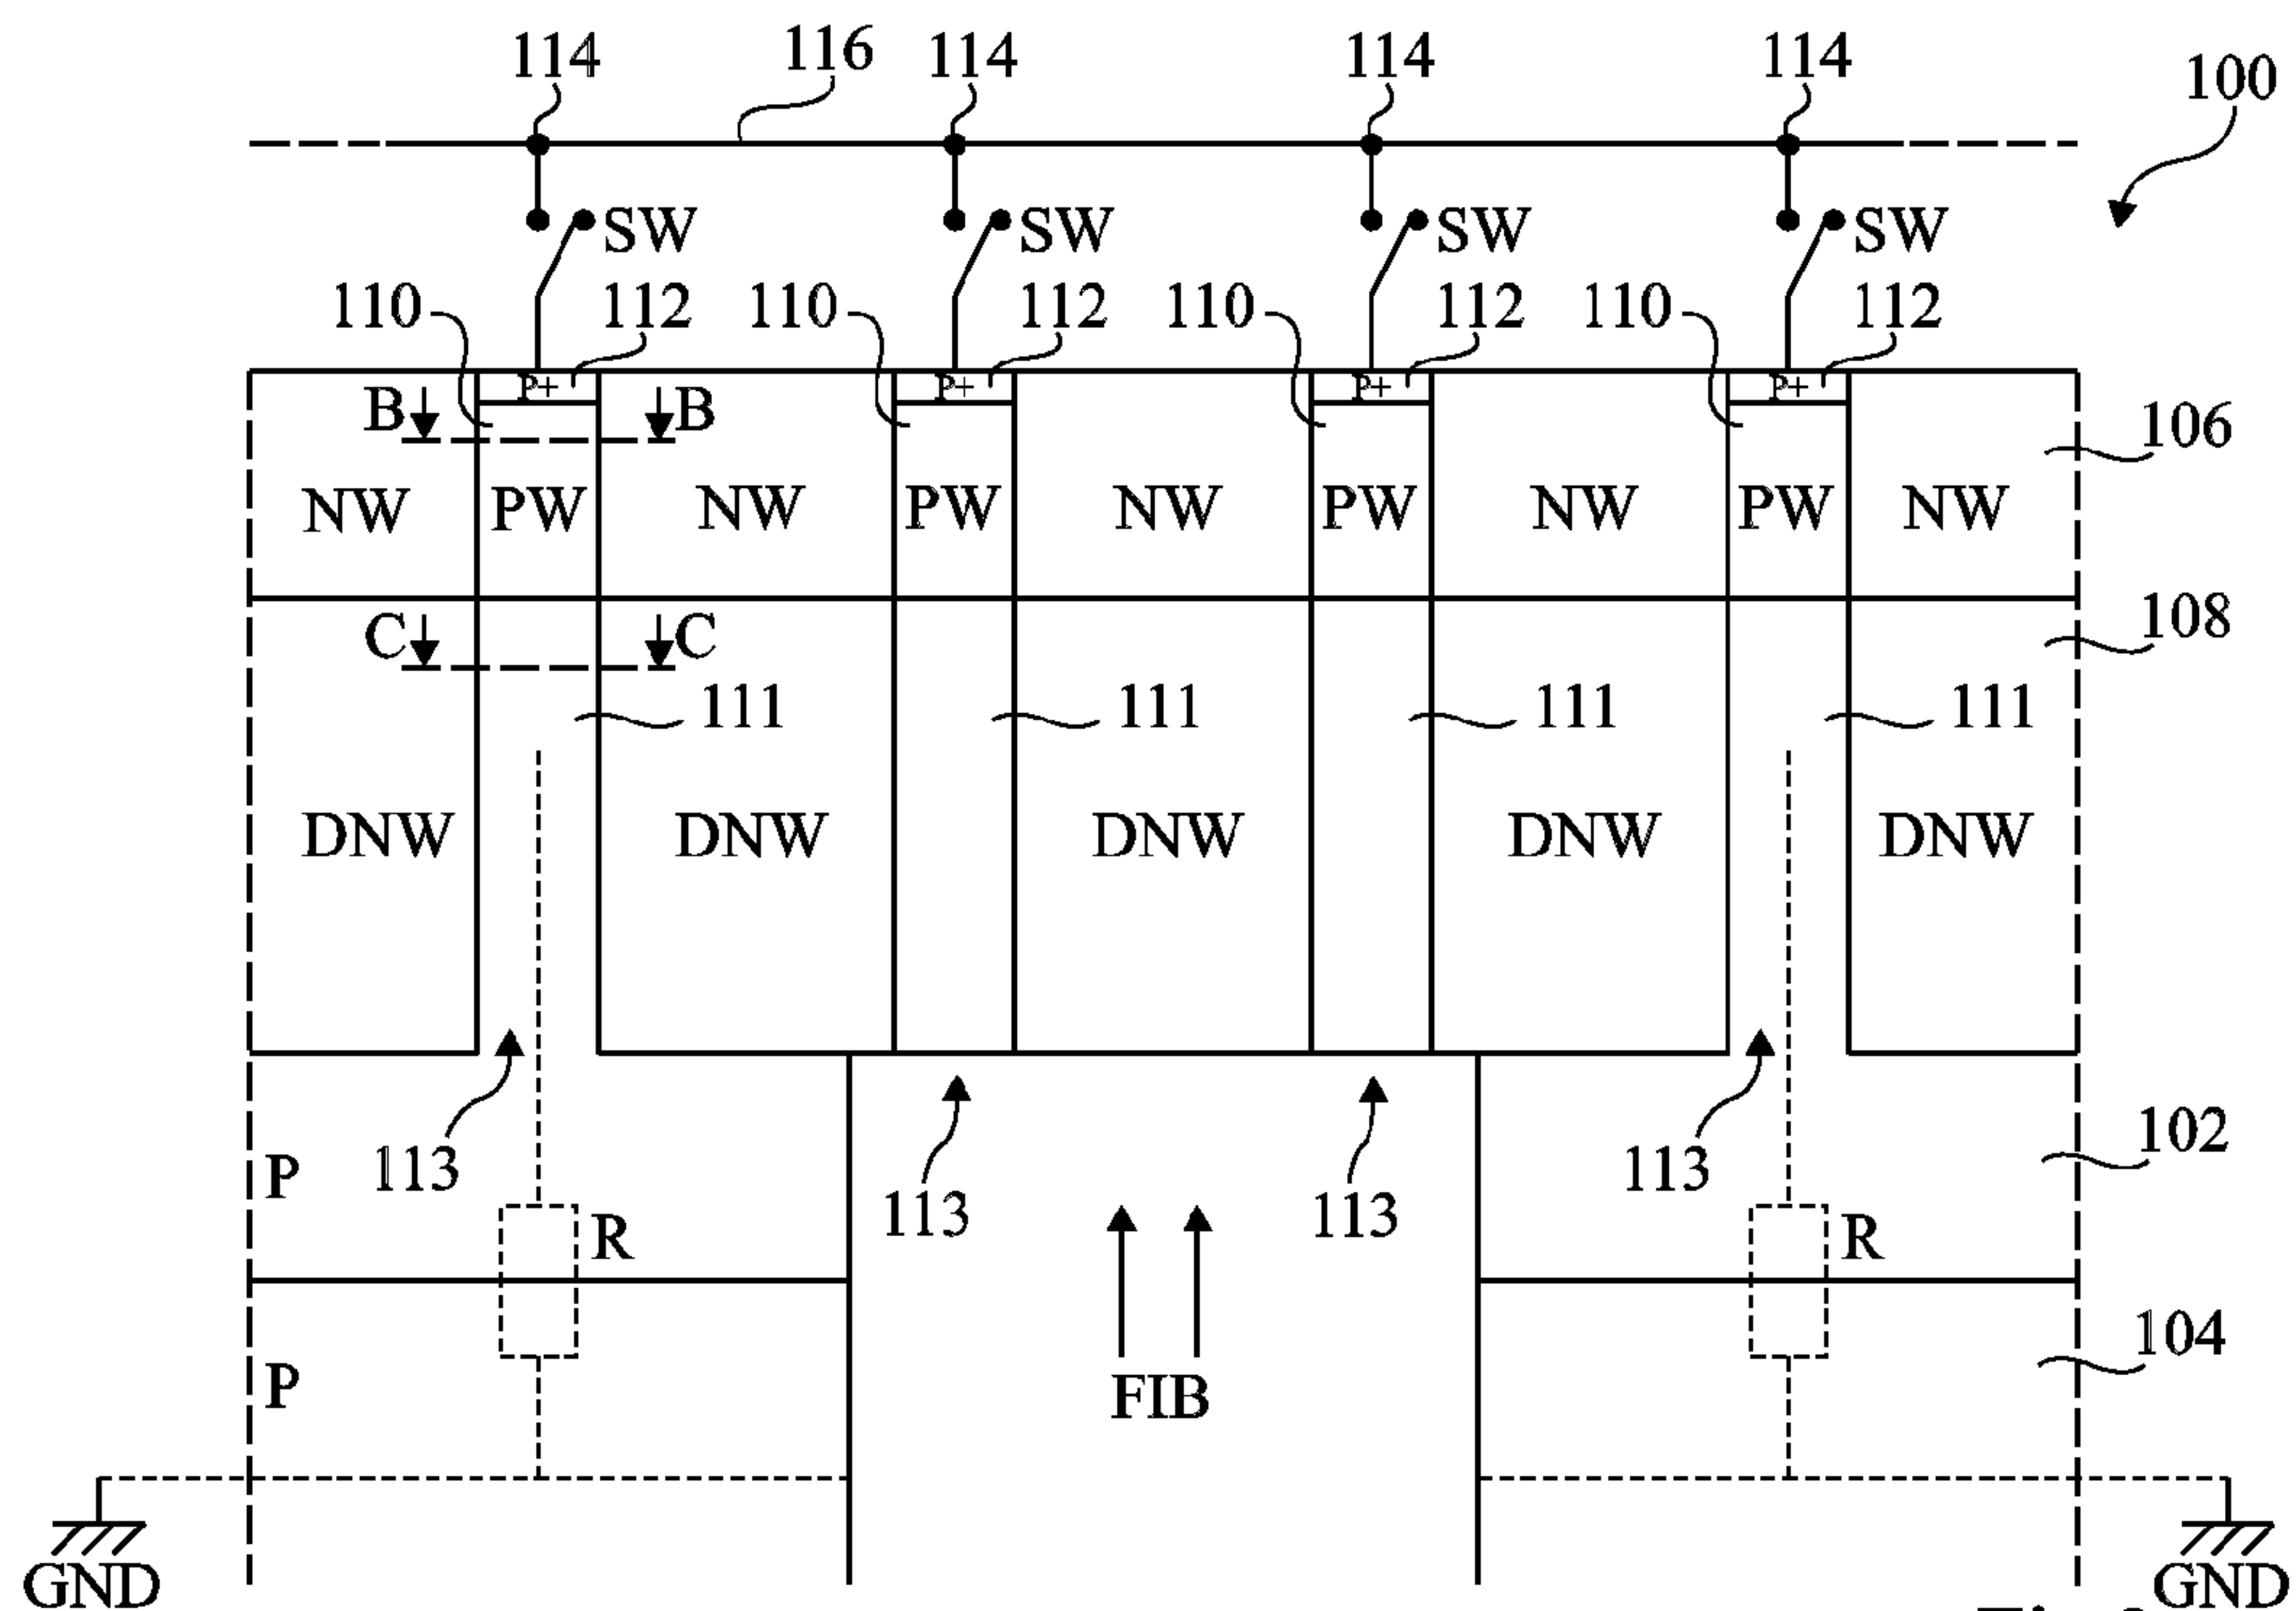 114 116 114 114 114
100
SW SW SW SW
110 112 110 112 110 112 110 112
P+ P+ P+ P+
B B
106
NW PW NW PW NW PW NW PW NW
108
C C
111 111 111 111
DNW DNW DNW DNW DNW
102
P 113 113 113 113
R R
104
P FIB
GND GND